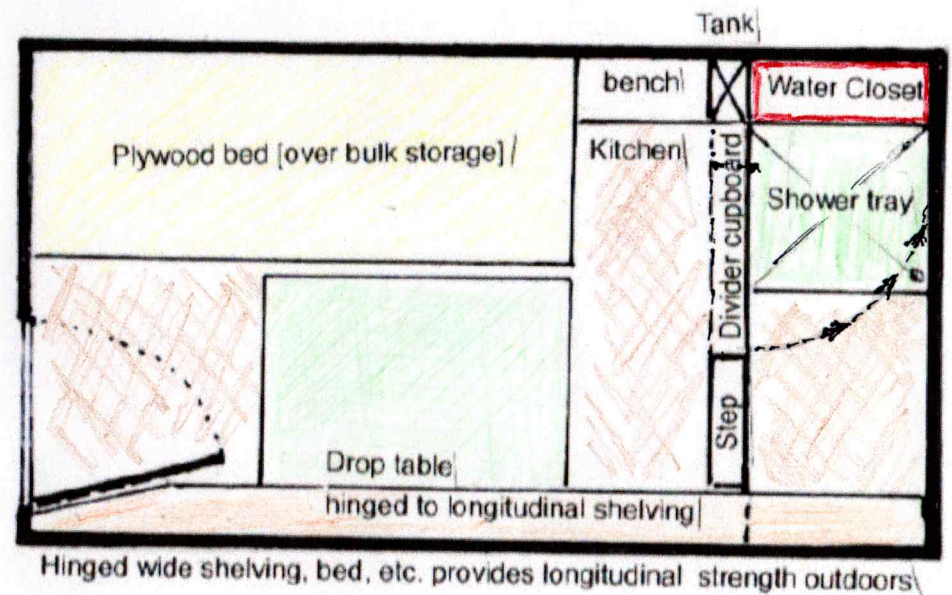 Tank
bench
Water Closet
Plywood bed [over bulk storage]
Kitchen
Divider cupboard
Shower tray
Step
Drop table
hinged to longitudinal shelving
Hinged wide shelving, bed, etc. provides longitudinal strength outdoors